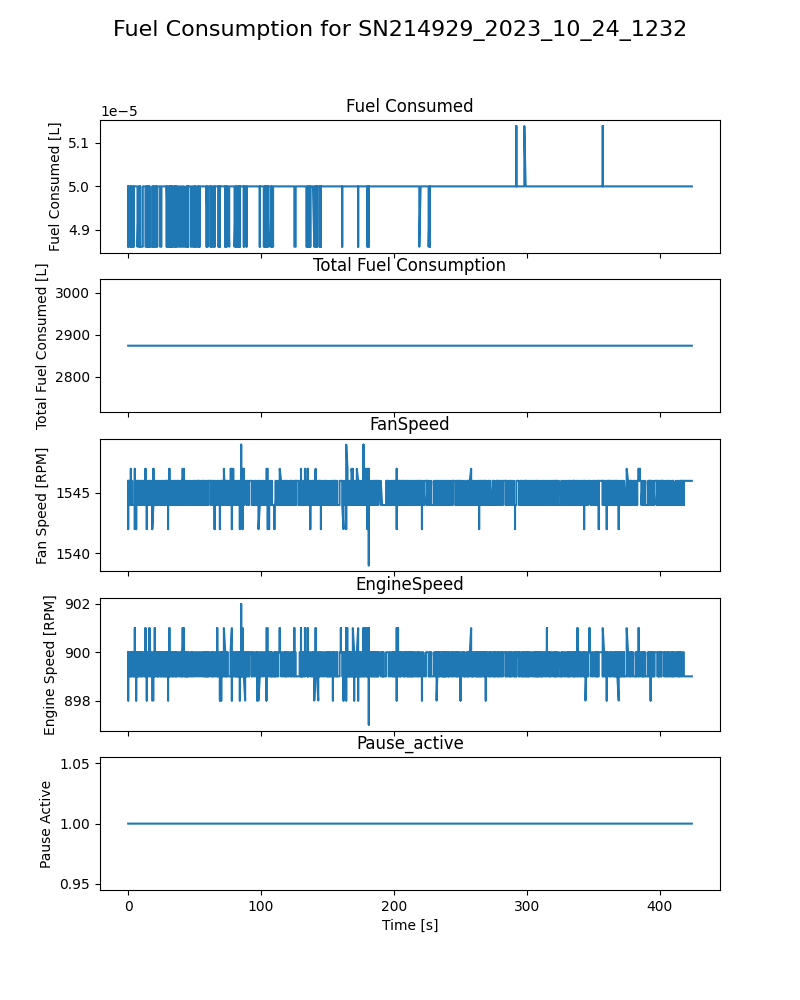 Fuel Consumption for SN214929_2023_10_24_1232
1e−5
Fuel Consumed
Fuel Consumed [L]
5.1
5.0
4.9
Total Fuel Consumption
Total Fuel Consumed [L]
3000
2900
2800
FanSpeed
Fan Speed [RPM]
1545
1540
EngineSpeed
Engine Speed [RPM]
902
900
898
Pause_active
Pause Active
1.05
1.00
0.95
0 100 200 300 400
Time [s]